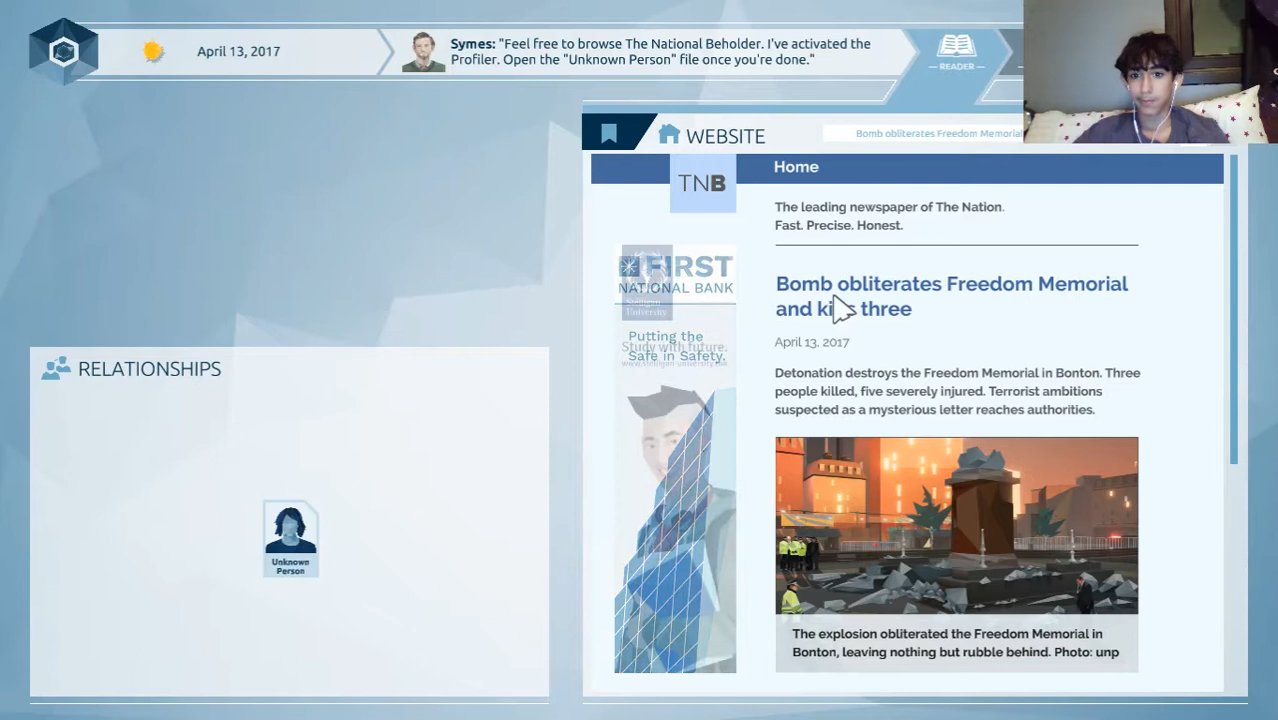 April 13, 2017
Symes: "Feel free to browse The National Beholder. I've activated the
Profiler. Open the "Unknown Person" file once you're done."
READER
WEBSITE
Bomb obliterates Freedom Memorial
TNB
Home
The leading newspaper of The Nation.
Fast. Precise. Honest.
FIRST
NATIONAL BANK
University
Putting the
Safe in Safety.
Study with future.
Bomb obliterates Freedom Memorial
and kills three
April 13, 2017
Detonation destroys the Freedom Memorial in Bonton. Three
people killed, five severely injured. Terrorist ambitions
suspected as a mysterious letter reaches authorities.
The explosion obliterated the Freedom Memorial in
Bonton, leaving nothing but rubble behind. Photo: unp
RELATIONSHIPS
Unknown
Person